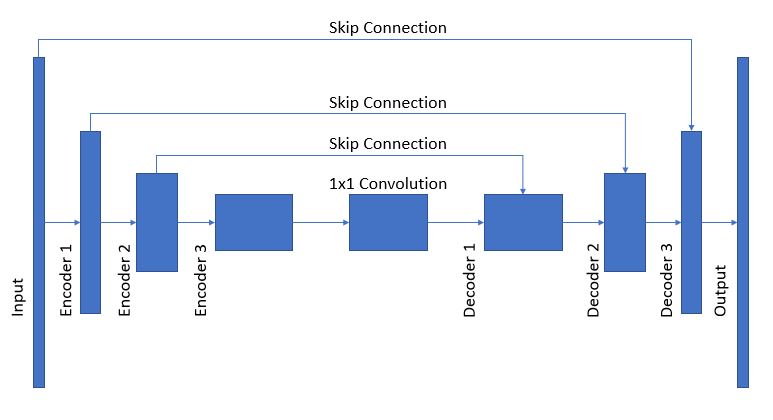 Skip Connection
Skip Connection
Skip Connection
1x1 Convolution
Input
Encoder 1
Encoder 2
Encoder 3
Decoder 1
Decoder 2
Decoder 3
Output